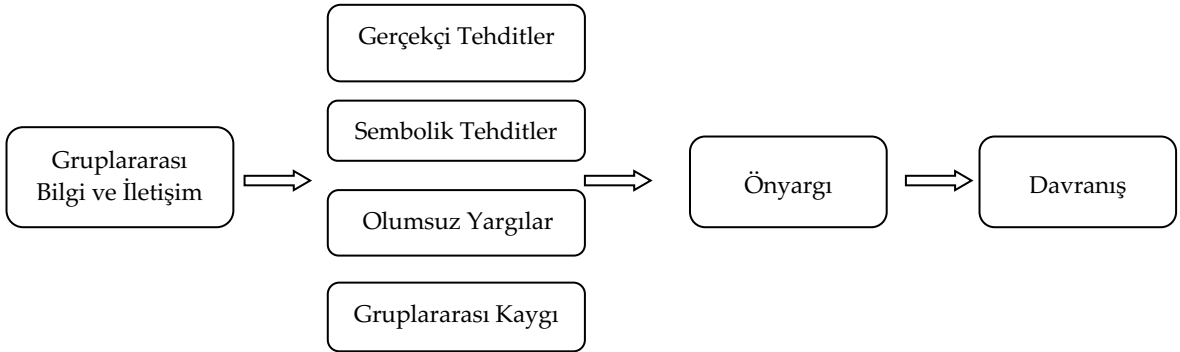 Gerçekçi Tehditler
Sembolik Tehditler
Gruplararası
Bilgi ve İletişim
Önyargı
Davranış
Olumsuz Yargılar
Gruplararası Kaygı